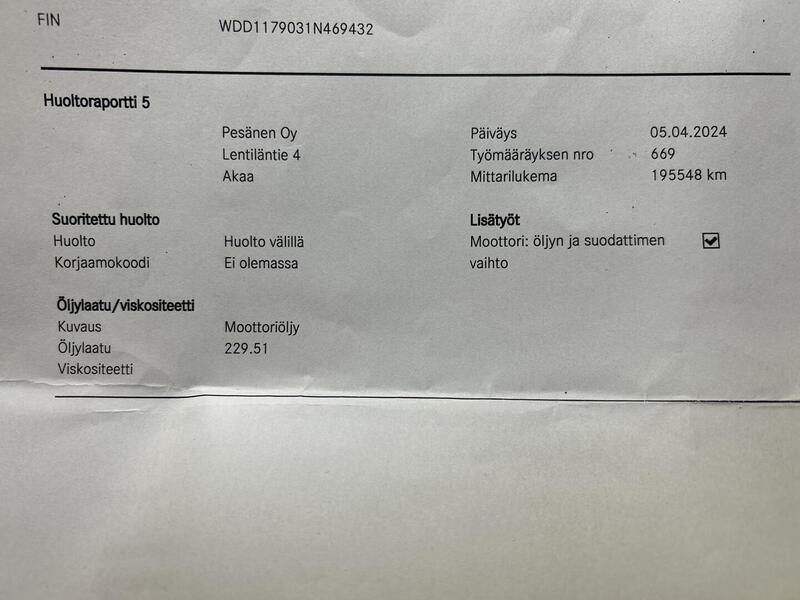 FIN WDD1179031N469432
Huoltoraportti 5
Pesänen Oy Päiväys 05.04.2024
Lentiläntie 4 Työmääräyksen nro 669
Akaa Mittarilukema 195548 km
Suoritettu huolto Lisätyöt
Huolto Huolto välillä Moottori: öljyn ja suodattimen
Korjaamokoodi Ei olemassa vaihto
Öljylaatu/viskositeetti
Kuvaus Moottoriöljy
Öljylaatu 229.51
Viskositeetti